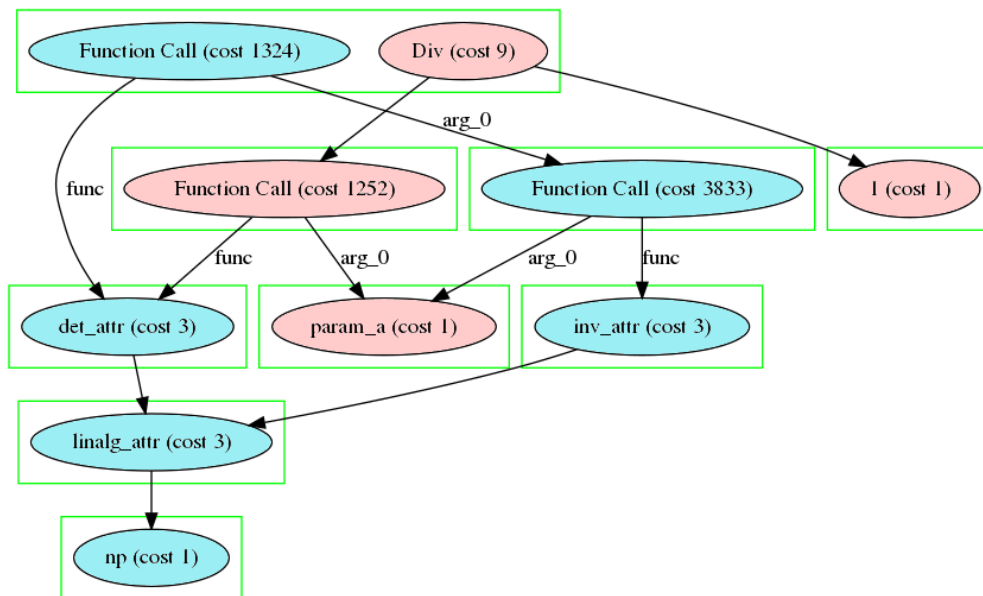 Function Call (cost 1324)
Div (cost 9)
arg_0
func
Function Call (cost 1252)
Function Call (cost 3833)
1 (cost 1)
func
arg_0
arg_0
func
det_attr (cost 3)
param_a (cost 1)
inv_attr (cost 3)
linalg_attr (cost 3)
np (cost 1)